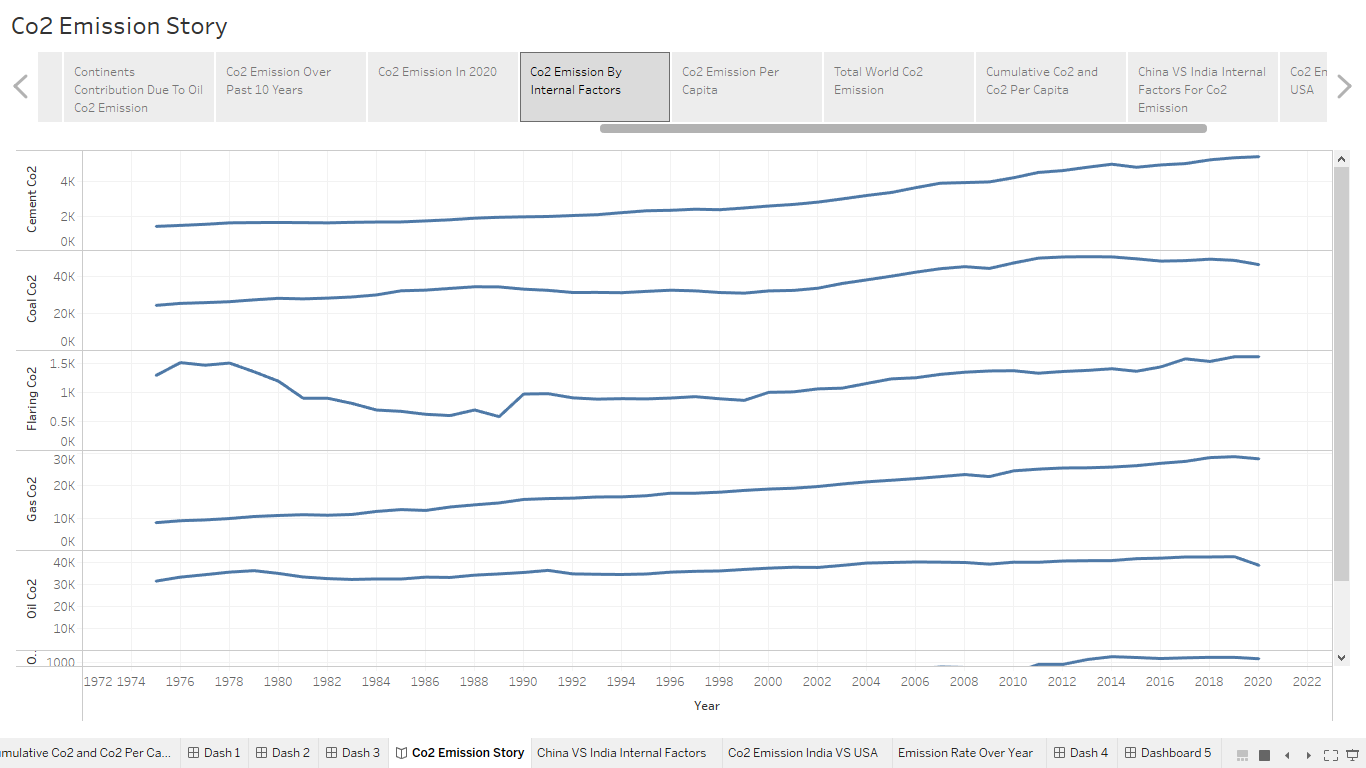 Co2 Emission Story
Continents
Contribution Due To Oil
Co2 Emission
Co2 Emission Over
Past 10 Years
Co2 Emission In 2020
Co2 Emission By
Internal Factors
Co2 Emission Per
Capita
Total World Co2
Emission
Cumulative Co2 and
Co2 Per Capita
China VS India Internal
Factors For Co2
Emission
Co2 En
USA
Cement Co2
4K
2K
0K
Coal Co2
40K
20K
0K
Flaring Co2
1.5K
1K
0.5K
0K
Gas Co2
30K
20K
10K
0K
Oil Co2
40K
30K
20K
10K
O..
1000
1972 1974 1976 1978 1980 1982 1984 1986 1988 1990 1992 1994 1996 1998 2000 2002 2004 2006 2008 2010 2012 2014 2016 2018 2020 2022
Year
mulative Co2 and Co2 Per Ca... Dash 1 Dash 2 Dash 3 Co2 Emission Story China VS India Internal Factors Co2 Emission India VS USA Emission Rate Over Year Dash 4 Dashboard 5